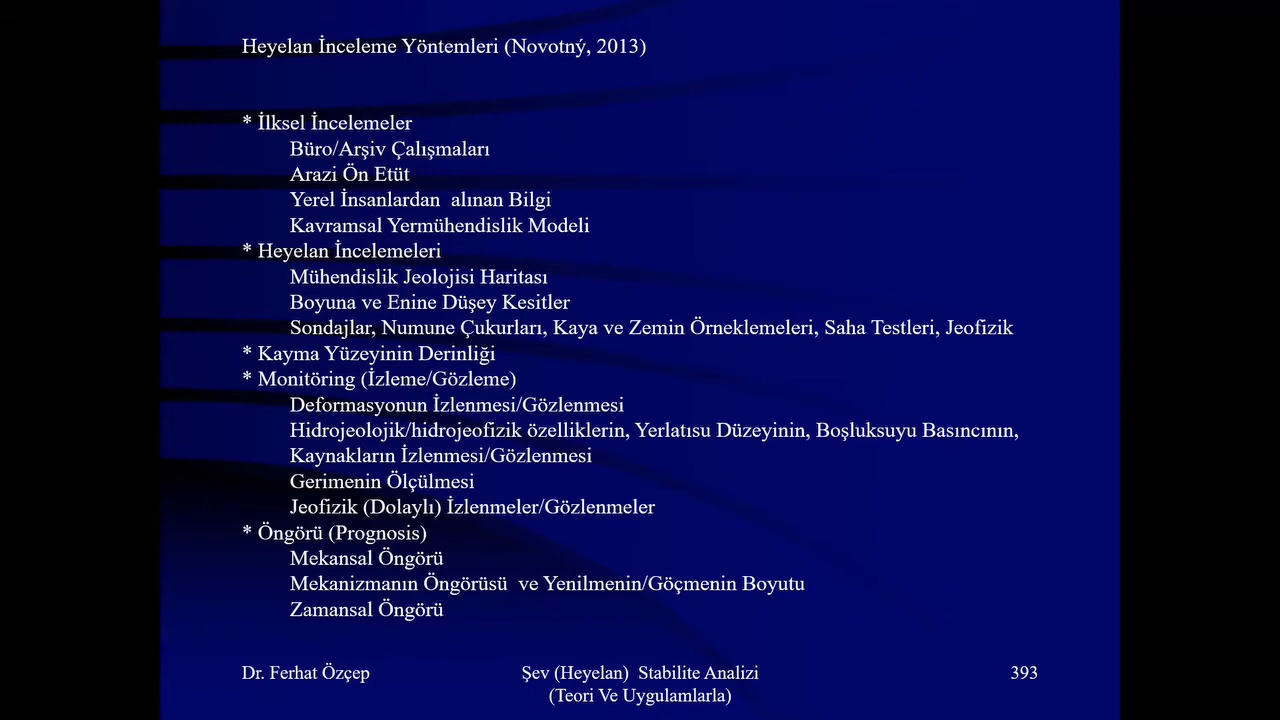 Heyelan İnceleme Yöntemleri (Novotný, 2013)
* İlksel İncelemeler
Büro/Arşiv Çalışmaları
Arazi Ön Etüt
Yerel İnsanlardan alınan Bilgi
Kavramsal Yermühendislik Modeli
* Heyelan İncelemeleri
Mühendislik Jeolojisi Haritası
Boyuna ve Enine Düşey Kesitler
Sondajlar, Numune Çukurları, Kaya ve Zemin Örneklemeleri, Saha Testleri, Jeofizik
* Kayma Yüzeyinin Derinliği
* Monitöring (İzleme/Gözleme)
Deformasyonun İzlenmesi/Gözlenmesi
Hidrojeolojik/hidrojeofizik özelliklerin, Yerlatısu Düzeyinin, Boşluksuyu Basıncının,
Kaynakların İzlenmesi/Gözlenmesi
Gerimenin Ölçülmesi
Jeofizik (Dolaylı) İzlenmeler/Gözlenmeler
* Öngörü (Prognosis)
Mekansal Öngörü
Mekanizmanın Öngörüsü ve Yenilmenin/Göçmenin Boyutu
Zamansal Öngörü
Dr. Ferhat Özçep
Şev (Heyelan) Stabilite Analizi
(Teori Ve Uygulamlarla)
393